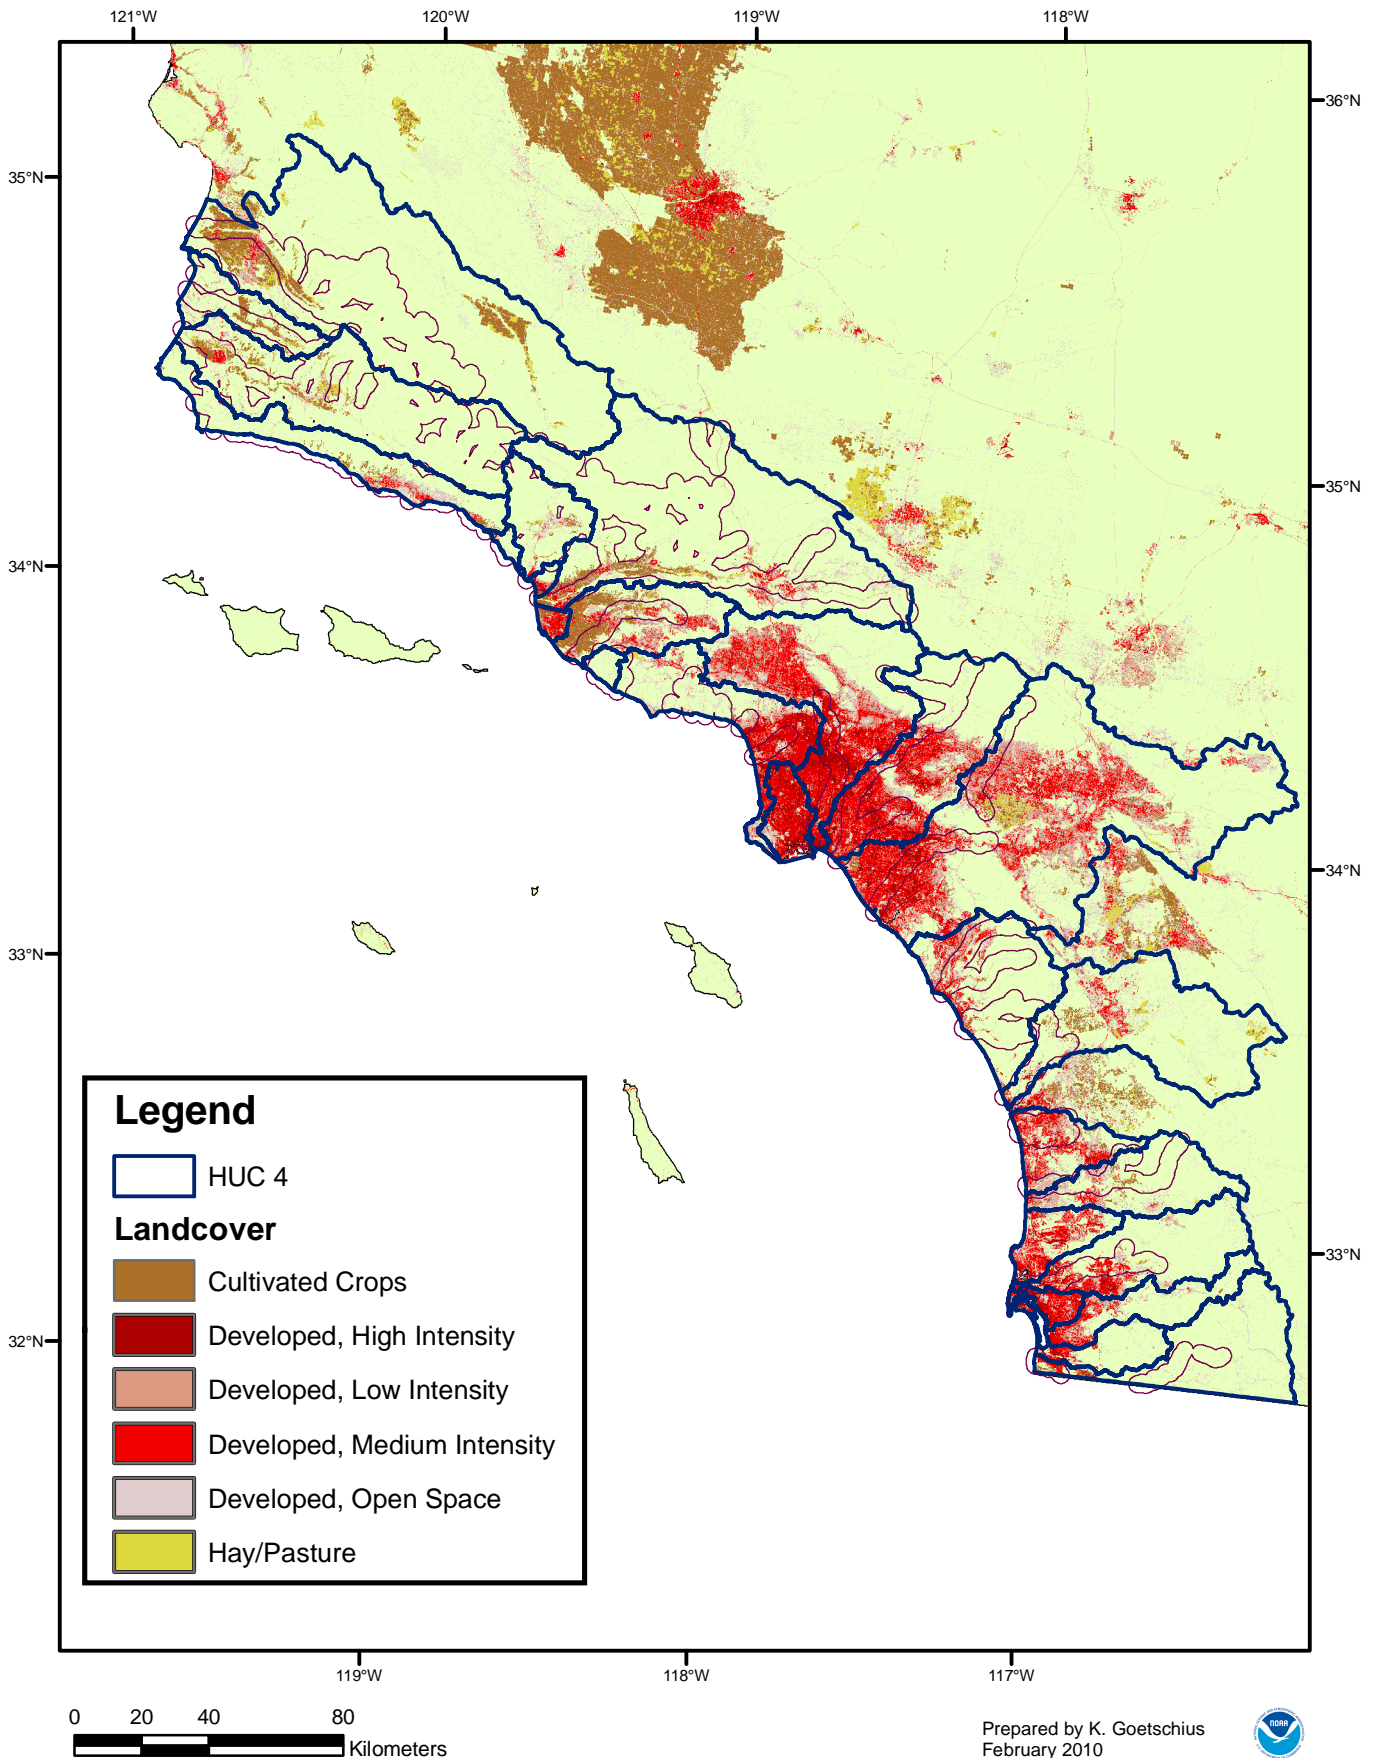 121°W 120°W 119°W 118°W
36°N
35°N
35°N
34°N
34°N
33°N
33°N
32°N
Legend
HUC 4
Landcover
Cultivated Crops
Developed, High Intensity
Developed, Low Intensity
Developed, Medium Intensity
Developed, Open Space
Hay/Pasture
119°W 118°W 117°W
0 20 40 80
Kilometers
Prepared by K. Goetschius
February 2010
NOAA